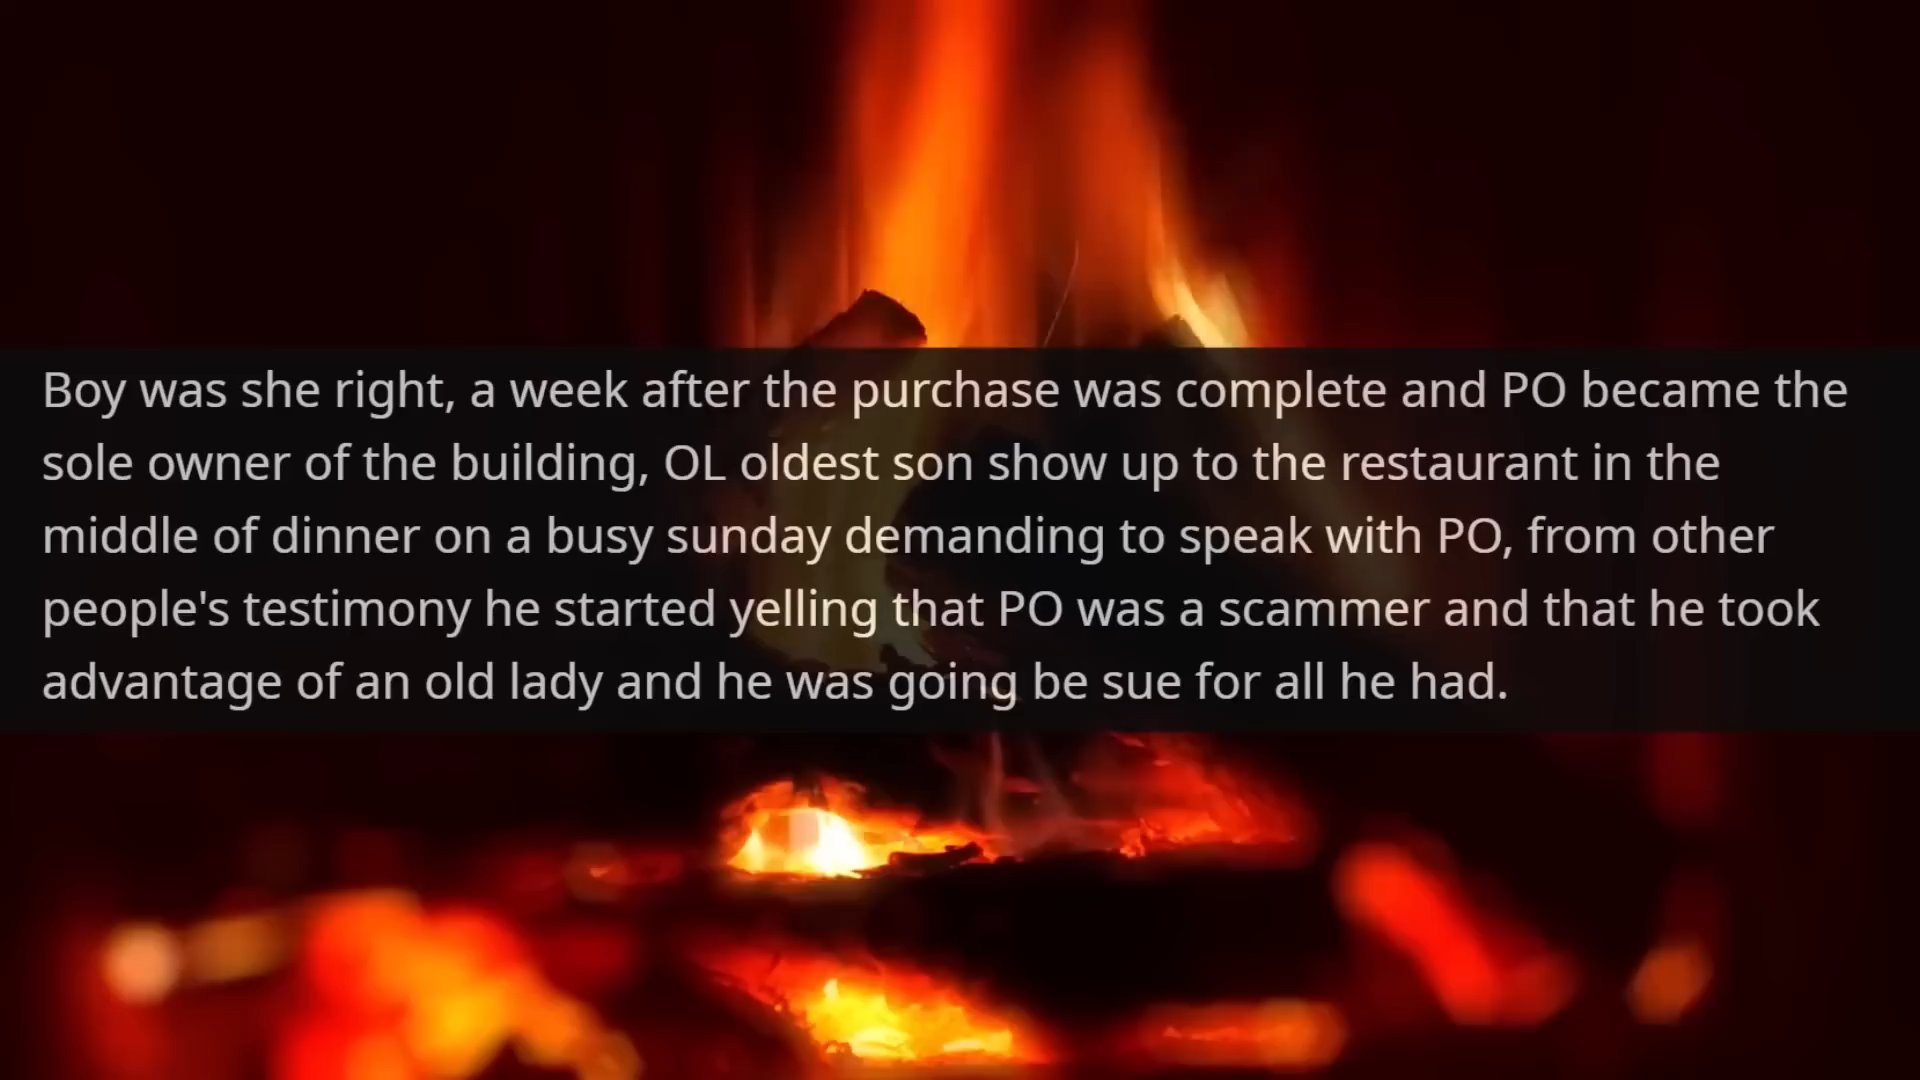 Boy was she right, a week after the purchase was complete and PO became the
sole owner of the building, OL oldest son show up to the restaurant in the
middle of dinner on a busy sunday demanding to speak with PO, from other
people's testimony he started yelling that PO was a scammer and that he took
advantage of an old lady and he was going be sue for all he had.